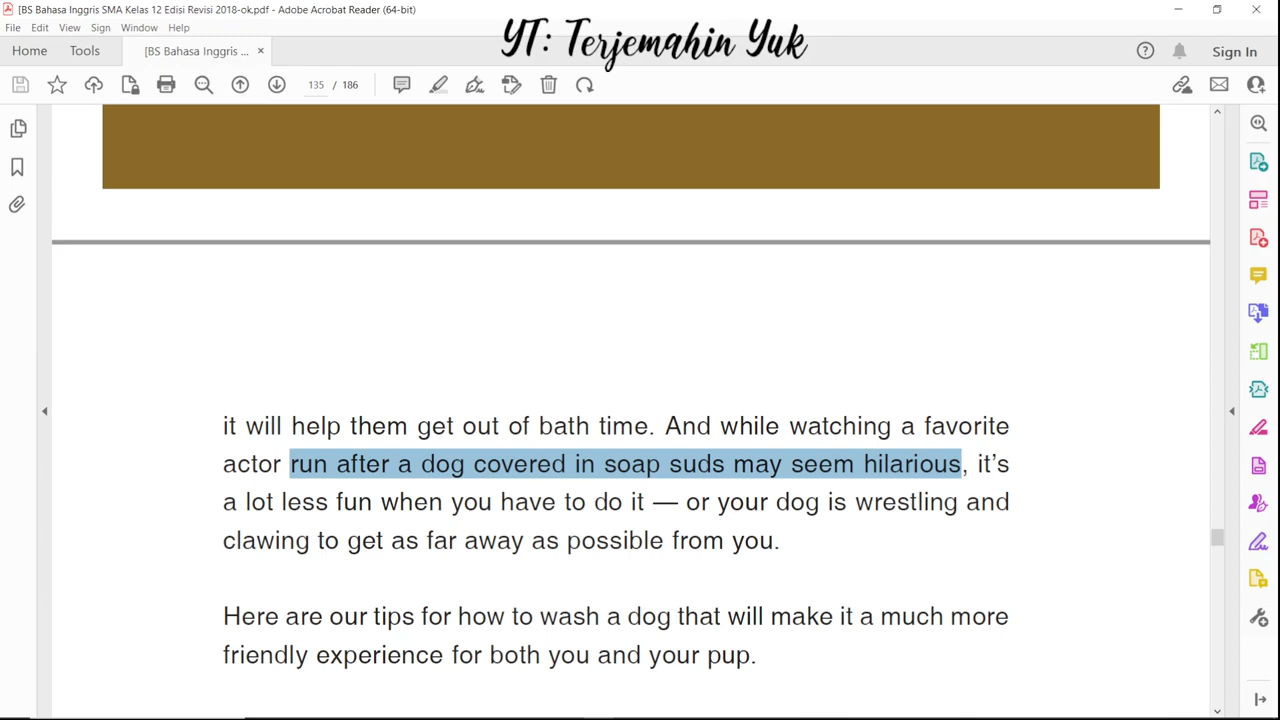 [BS Bahasa Inggris SMA Kelas 12 Edisi Revisi 2018-ok.pdf - Adobe Acrobat Reader (64-bit)
YT: Terjemahin Yuk
File Edit View Sign Window Help
Home Tools [BS Bahasa Inggris ... × Sign In
135 / 186
it will help them get out of bath time. And while watching a favorite
actor run after a dog covered in soap suds may seem hilarious, it’s
a lot less fun when you have to do it — or your dog is wrestling and
clawing to get as far away as possible from you.
Here are our tips for how to wash a dog that will make it a much more
friendly experience for both you and your pup.